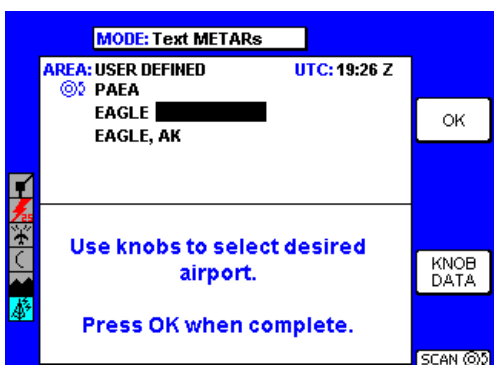 MODE: Text METARs
AREA: USER DEFINED UTC: 19:26 Z
PAEA
EAGLE
EAGLE, AK
OK
25
Use knobs to select desired
airport.
KNOB
DATA
Press OK when complete.
SCAN